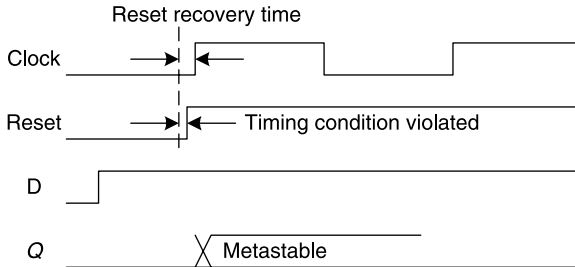 Reset recovery time
Clock
Reset
Timing condition violated
D
Q
Metastable